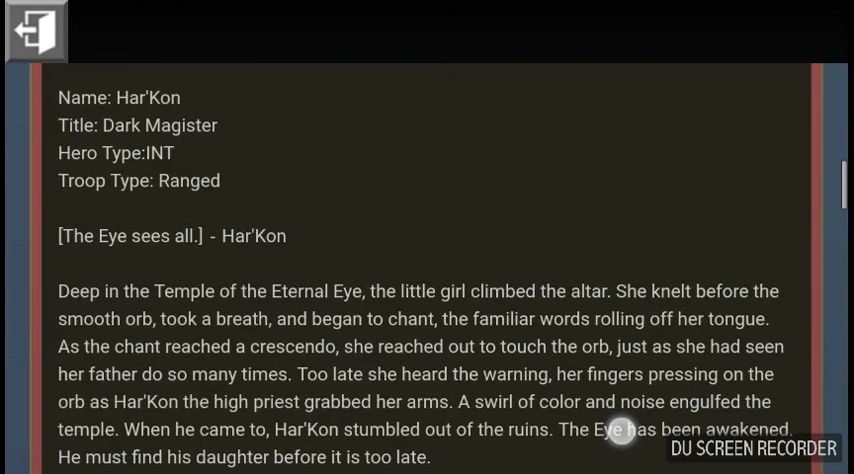 Name: Har'Kon
Title: Dark Magister
Hero Type:INT
Troop Type: Ranged
[The Eye sees all.] - Har'Kon
Deep in the Temple of the Eternal Eye, the little girl climbed the altar. She knelt before the
smooth orb, took a breath, and began to chant, the familiar words rolling off her tongue.
As the chant reached a crescendo, she reached out to touch the orb, just as she had seen
her father do so many times. Too late she heard the warning, her fingers pressing on the
orb as Har'Kon the high priest grabbed her arms. A swirl of color and noise engulfed the
temple. When he came to, Har'Kon stumbled out of the ruins. The Eye has been awakened.
He must find his daughter before it is too late.
DU SCREEN RECORDER